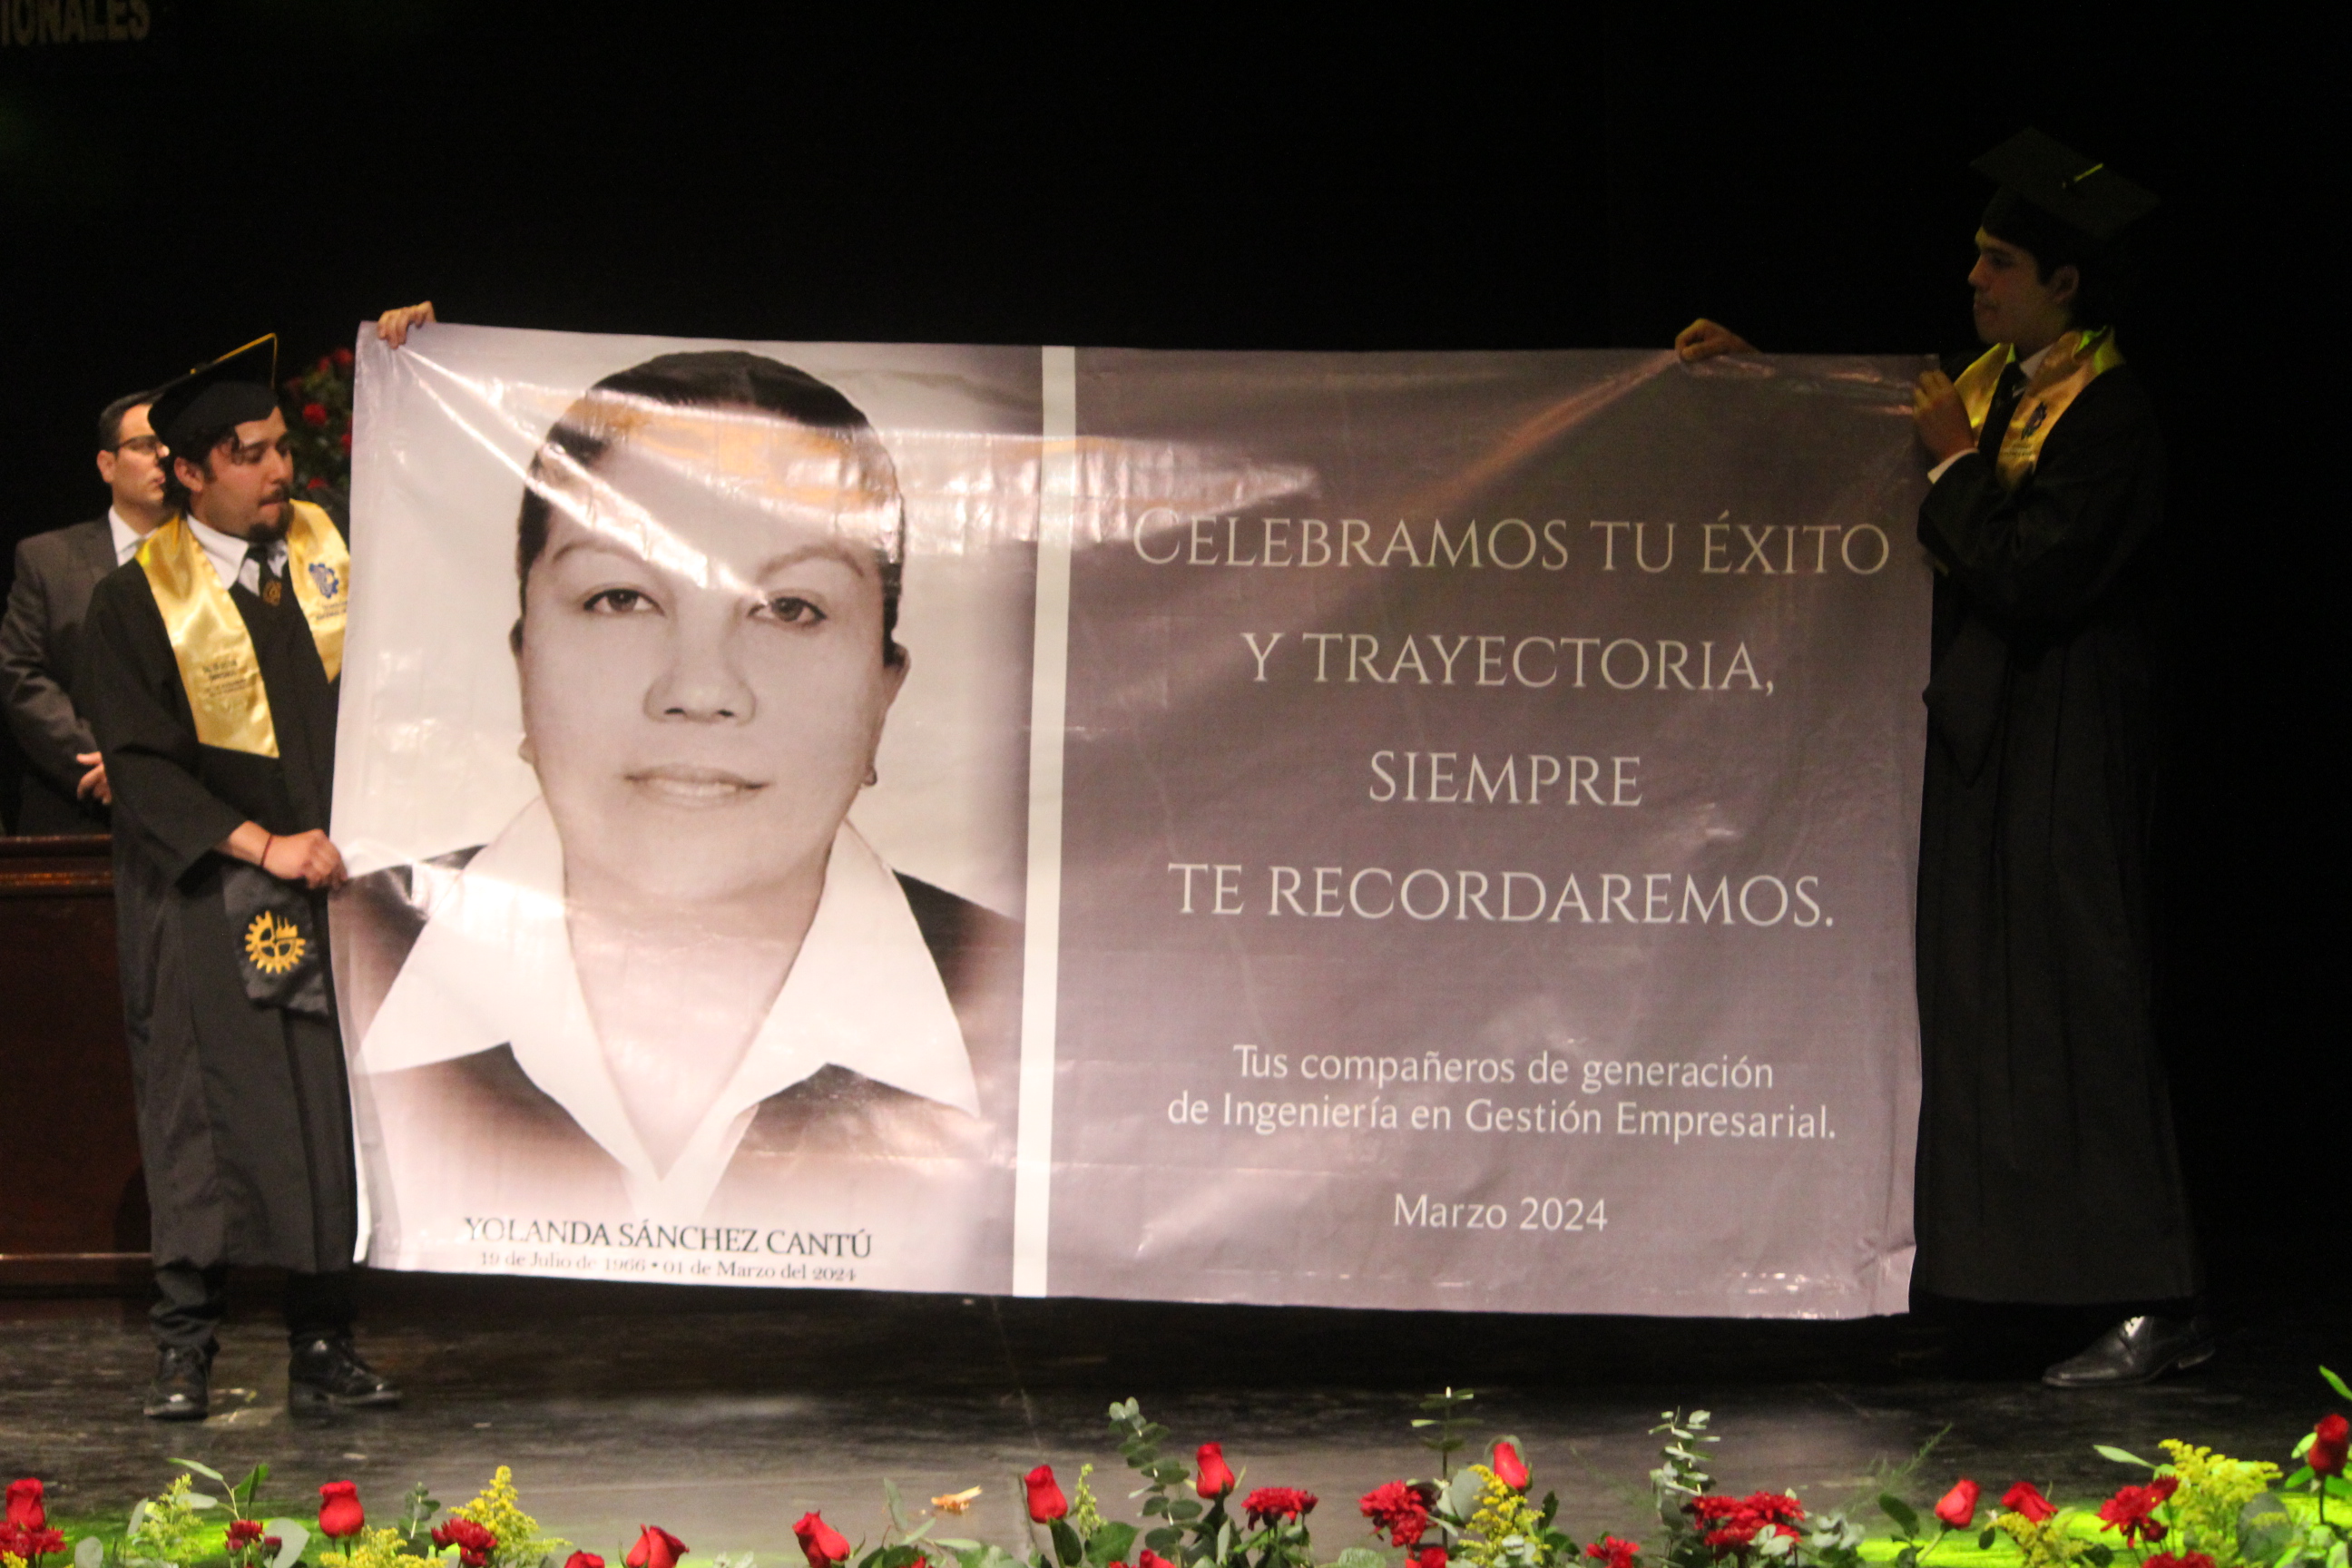 IONALES
CELEBRAMOS TU ÉXITO
Y TRAYECTORIA,
SIEMPRE
TE RECORDAREMOS.
Tus compañeros de generación
de Ingeniería en Gestión Empresarial.
Marzo 2024
YOLANDA SÁNCHEZ CANTÚ
19 de Julio de 1966 • 01 de Marzo del 2024